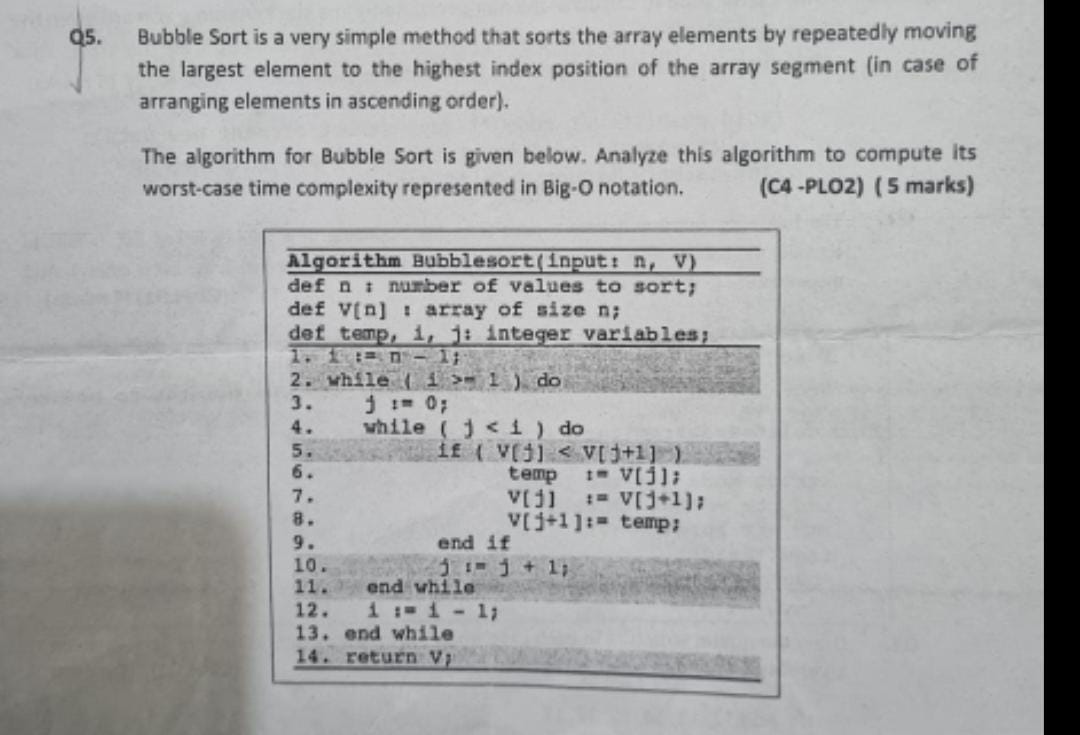 Q5. Bubble Sort is a very simple method that sorts the array elements by repeatedly moving
the largest element to the highest index position of the array segment (in case of
arranging elements in ascending order).
The algorithm for Bubble Sort is given below. Analyze this algorithm to compute its
worst-case time complexity represented in Big-O notation. (C4 -PLO2) ( 5 marks)
Algorithm Bubblesort(input: n, V)
def n : number of values to sort;
def V[n] : array of size n;
def temp, i, j: integer variables;
1. i := n - 1;
2. while ( i >= 1 ) do
3. j := 0;
4. while ( j < i ) do
5. if ( V[j] < V[j+1] )
6. temp := V[j];
7. V[j] := V[j+1];
8. V[j+1]:= temp;
9. end if
10. j := j + 1;
11. end while
12. i := i - 1;
13. end while
14. return V;